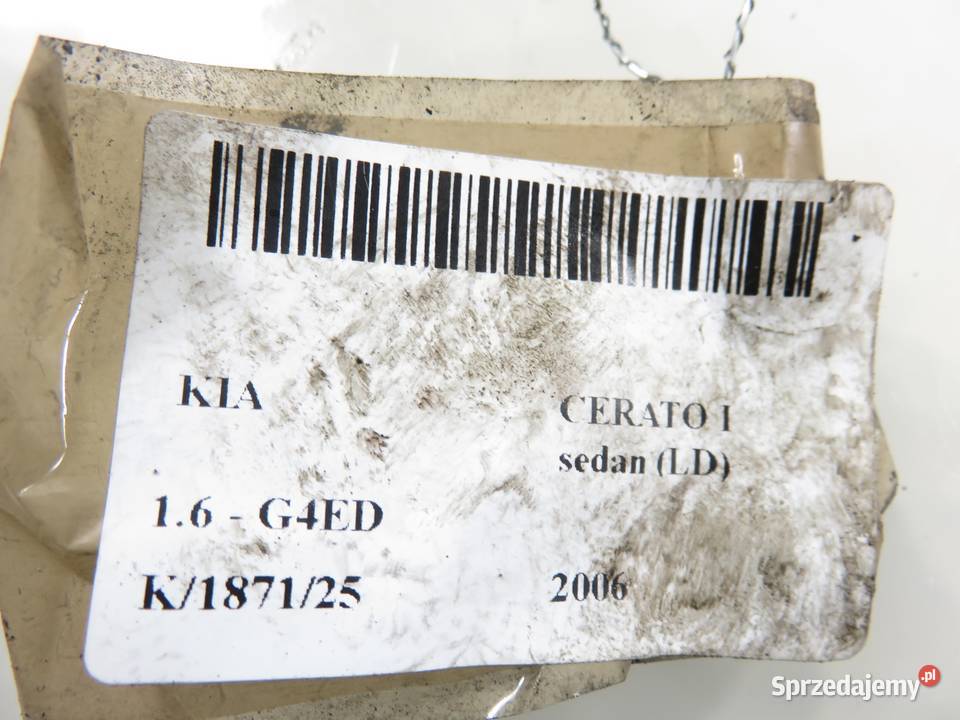 KIA
CERATO I
sedan (LD)
1.6 - G4ED
K/1871/25
2006
Sprzedajemy.pl